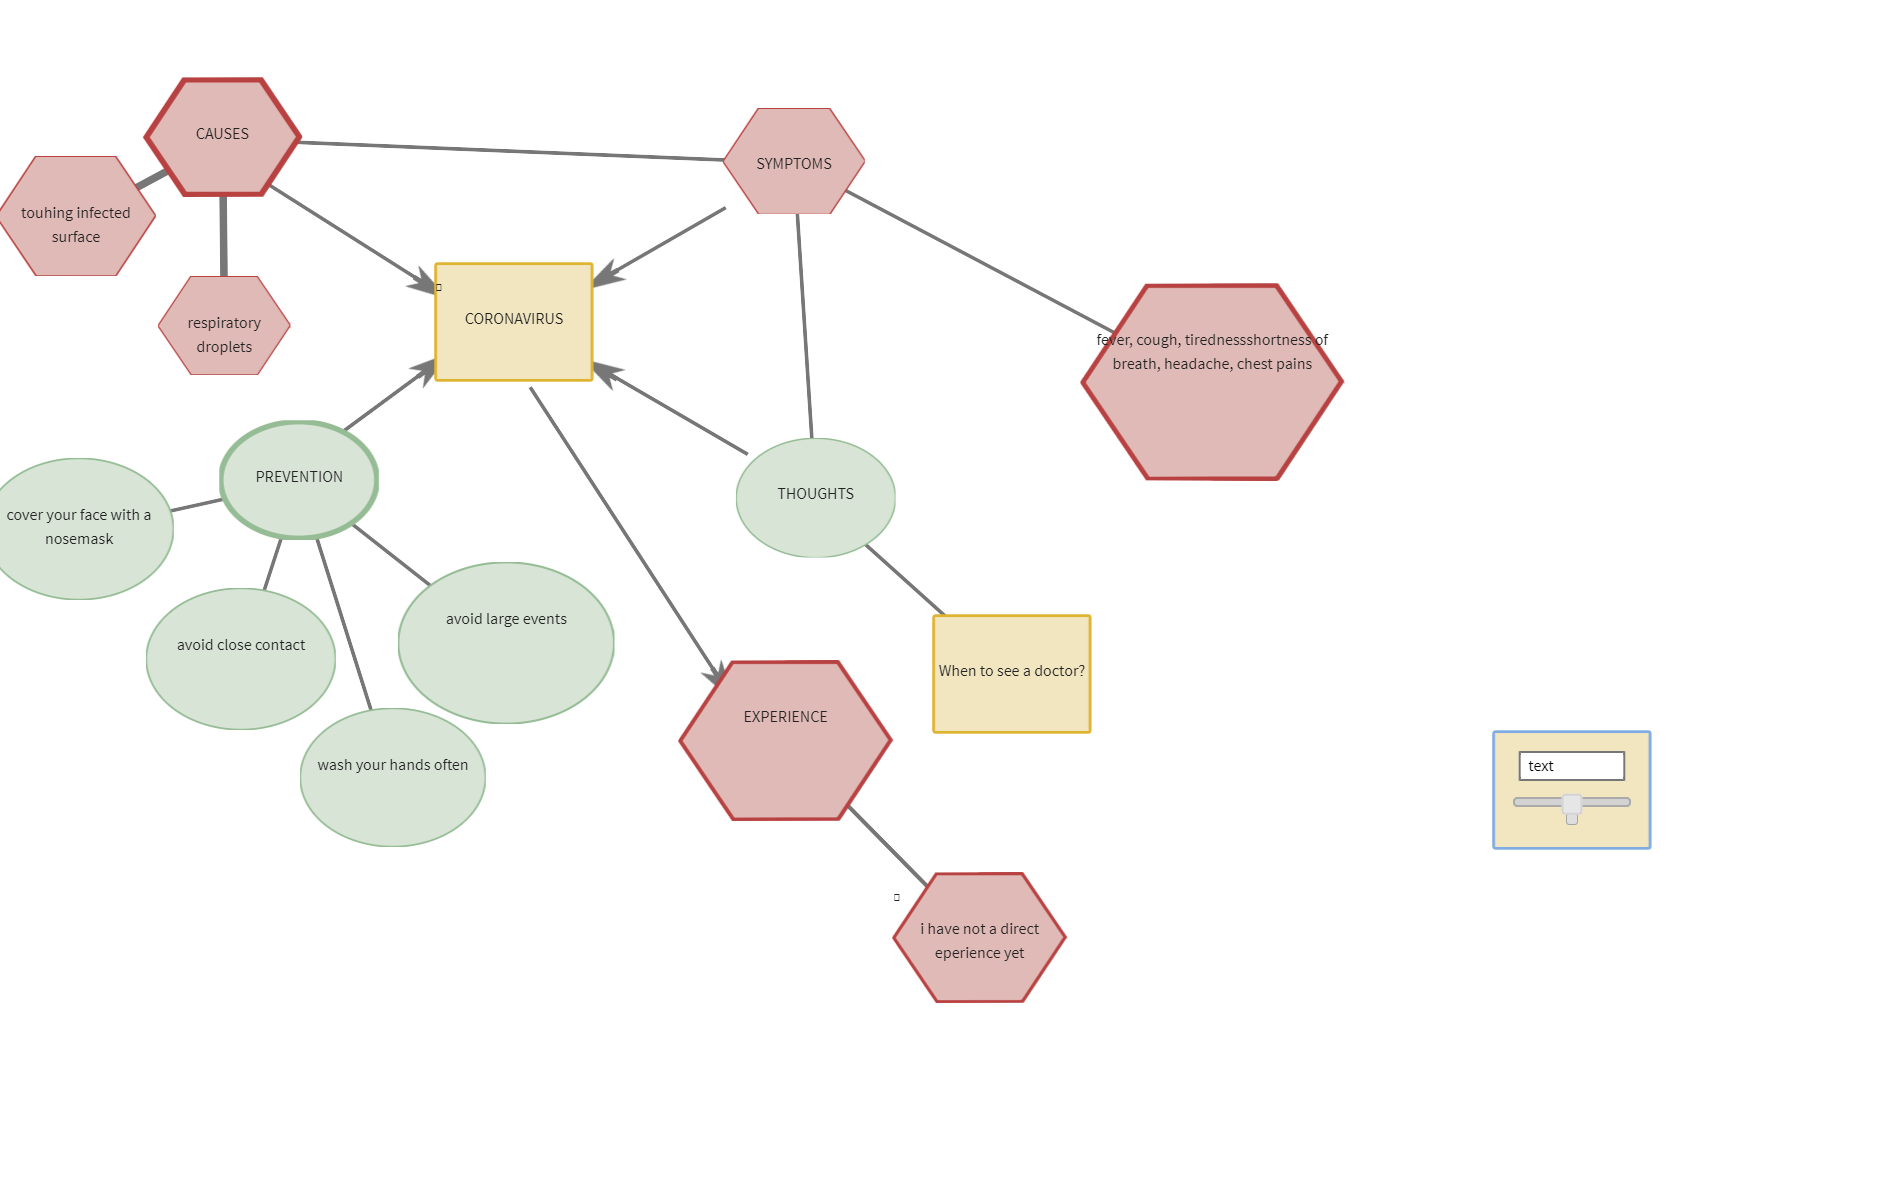 CAUSES
SYMPTOMS
touhing infected
surface
respiratory
droplets
CORONAVIRUS
fever, cough, tirednessshortness of
breath, headache, chest pains
PREVENTION
THOUGHTS
cover your face with a
nosemask
avoid close contact
avoid large events
wash your hands often
When to see a doctor?
EXPERIENCE
text
i have not a direct
eperience yet